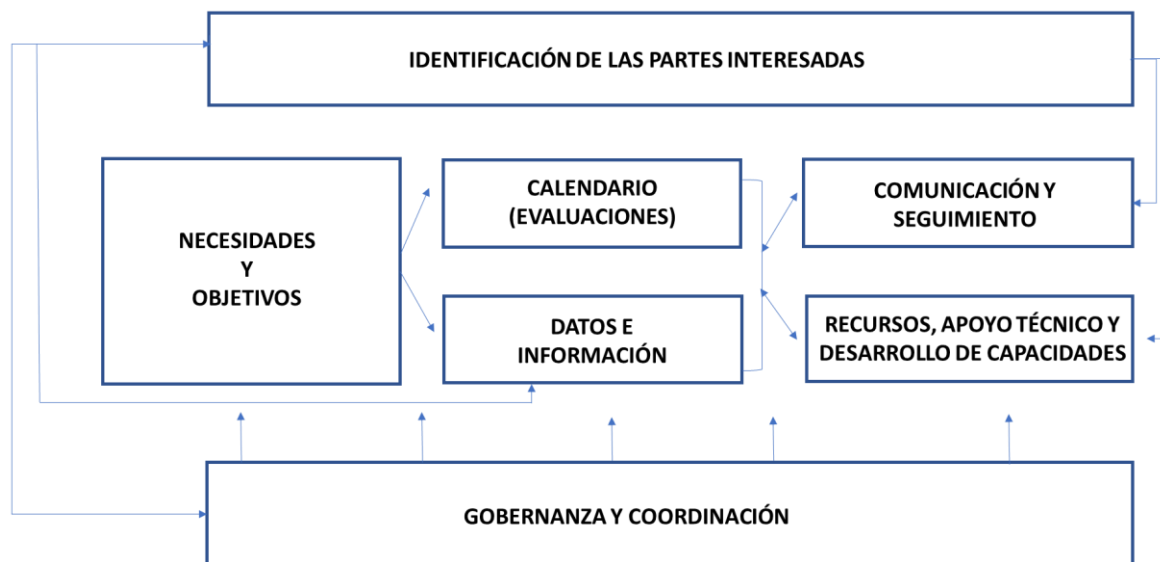 IDENTIFICACIÓN DE LAS PARTES INTERESADAS
NECESIDADES
Y
OBJETIVOS
CALENDARIO
(EVALUACIONES)
DATOS E
INFORMACIÓN
COMUNICACIÓN Y
SEGUIMIENTO
RECURSOS, APOYO TÉCNICO Y
DESARROLLO DE CAPACIDADES
GOBERNANZA Y COORDINACIÓN